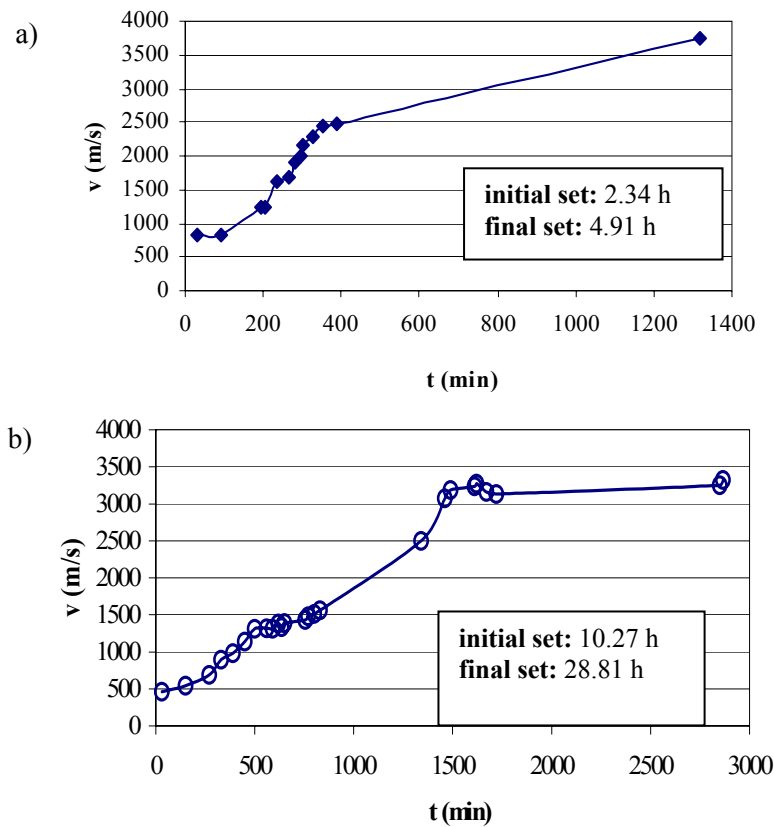 a)
4000
3500
3000
2500
2000
1500
1000
500
0
v (m/s)
initial set: 2.34 h
final set: 4.91 h
0 200 400 600 800 1000 1200 1400
t (min)
b)
4000
3500
3000
2500
2000
1500
1000
500
0
v (m/s)
initial set: 10.27 h
final set: 28.81 h
0 500 1000 1500 2000 2500 3000
t (min)